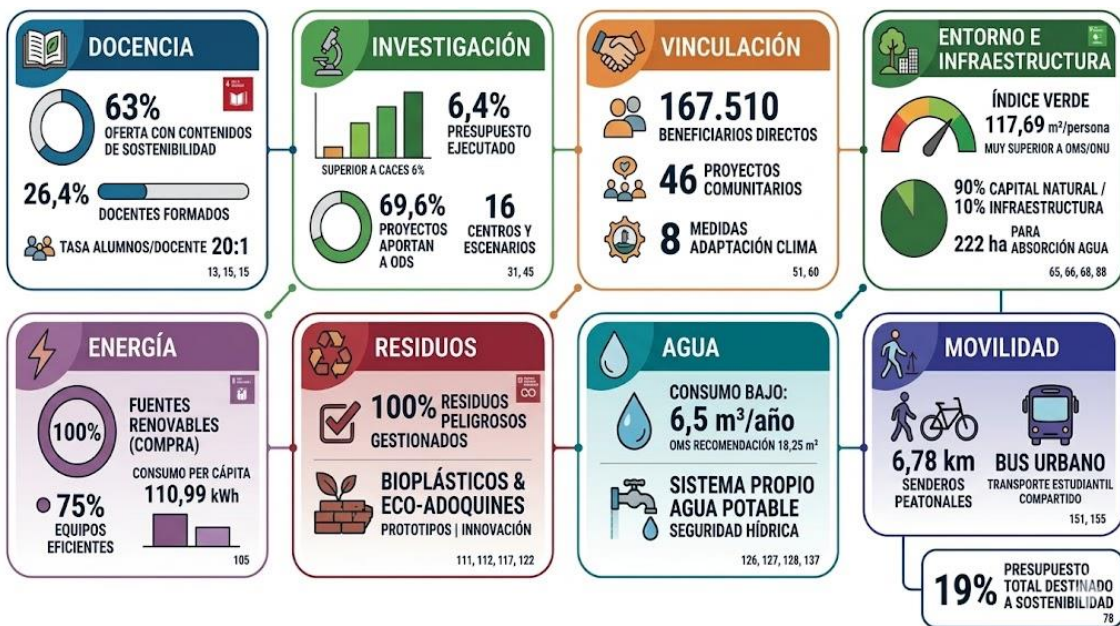 DOCENCIA
63%
OFERTA CON CONTENIDOS
DE SOSTENIBILIDAD
26,4%
DOCENTES FORMADOS
TASA ALUMNOS/DOCENTE 20:1
13, 15, 15
INVESTIGACIÓN
6,4%
PRESUPUESTO
EJECUTADO
SUPERIOR A CACES 6%
69,6%
PROYECTOS
APORTAN
A ODS
16
CENTROS Y
ESCENARIOS
31, 45
VINCULACIÓN
167.510
BENEFICIARIOS DIRECTOS
46 PROYECTOS
COMUNITARIOS
8 MEDIDAS
ADAPTACIÓN CLIMA
51, 60
ENTORNO E
INFRAESTRUCTURA
ÍNDICE VERDE
117,69 m²/persona
MUY SUPERIOR A OMS/ONU
90% CAPITAL NATURAL /
10% INFRAESTRUCTURA
222 ha PARA
ABSORCIÓN AGUA
65, 66, 68, 88
ENERGÍA
100%
FUENTES
RENOVABLES
(COMPRA)
CONSUMO PER CÁPITA
110,99 kWh
75%
EQUIPOS
EFICIENTES
105
RESIDUOS
100% RESIDUOS
PELIGROSOS
GESTIONADOS
BIOPLÁSTICOS &
ECO-ADOQUINES
PROTOTIPOS | INNOVACIÓN
111, 112, 117, 122
AGUA
CONSUMO BAJO:
6,5 m³/año
OMS RECOMENDACIÓN 18,25 m³
SISTEMA PROPIO
AGUA POTABLE
SEGURIDAD HÍDRICA
126, 127, 128, 137
MOVILIDAD
6,78 km
SENDEROS
PEATONALES
BUS URBANO
TRANSPORTE ESTUDIANTIL
COMPARTIDO
151, 155
19% PRESUPUESTO
TOTAL DESTINADO
A SOSTENIBILIDAD
78